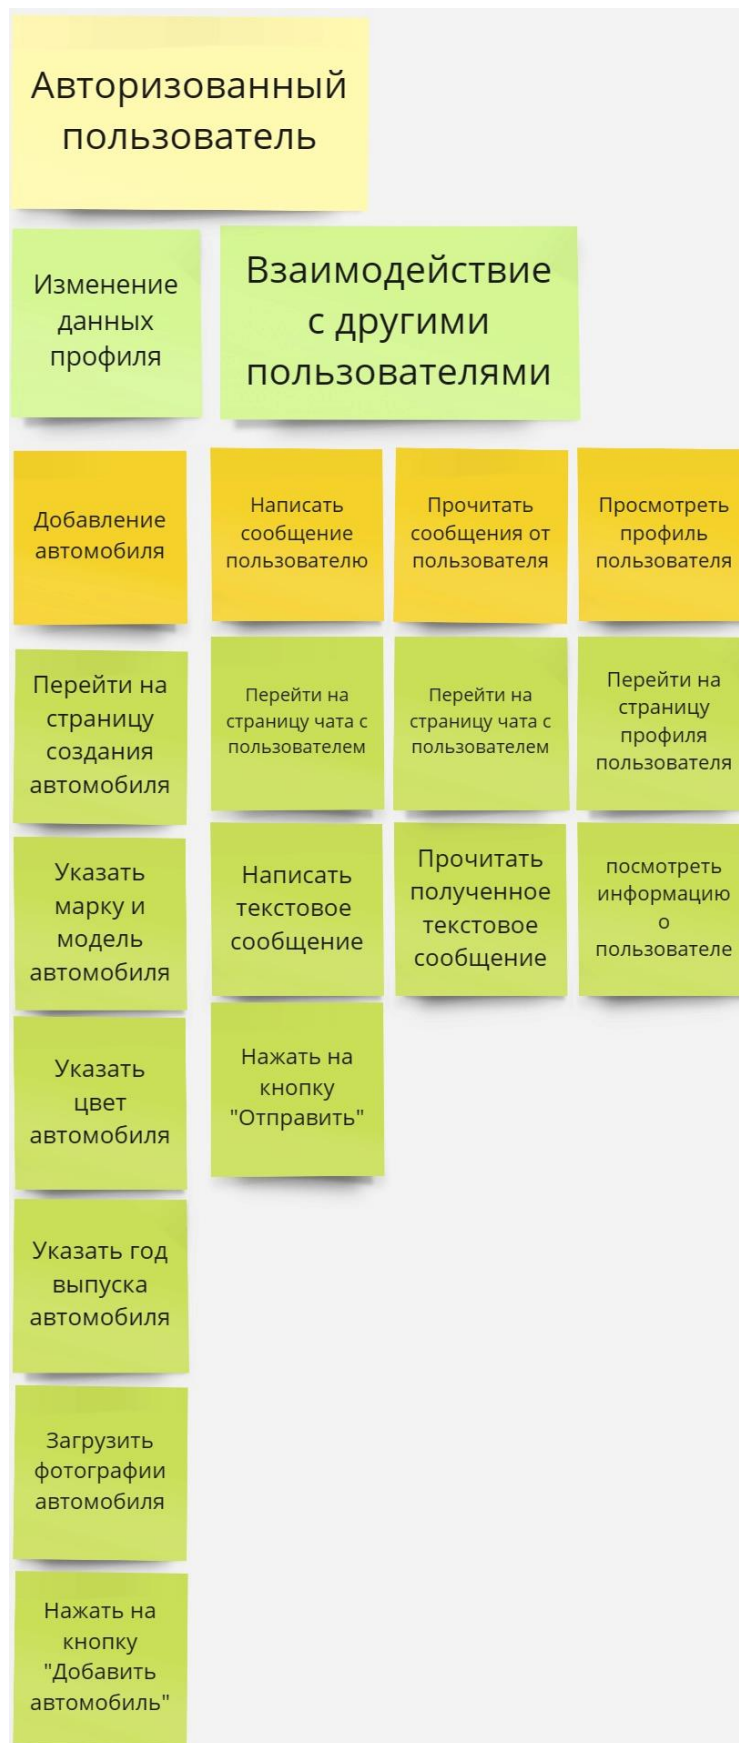 Авторизованный
пользователь
Изменение
данных
профиля
Взаимодействие
с другими
пользователями
Добавление
автомобиля
Написать
сообщение
пользователю
Прочитать
сообщения от
пользователя
Просмотреть
профиль
пользователя
Перейти на
страницу
создания
автомобиля
Перейти на
страницу чата с
пользователем
Перейти на
страницу чата с
пользователем
Перейти на
страницу
профиля
пользователя
Указать
марку и
модель
автомобиля
Написать
текстовое
сообщение
Прочитать
полученное
текстовое
сообщение
посмотреть
информацию
о
пользователе
Указать
цвет
автомобиля
Нажать на
кнопку
"Отправить"
Указать год
выпуска
автомобиля
Загрузить
фотографии
автомобиля
Нажать на
кнопку
"Добавить
автомобиль"